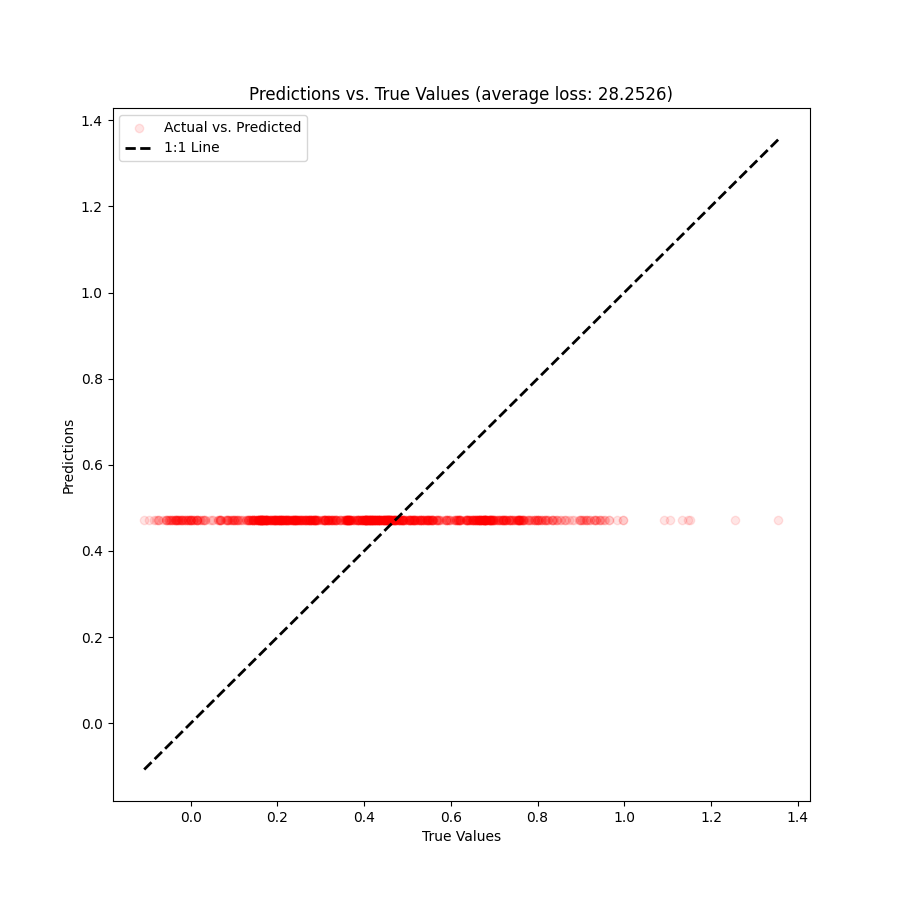 Predictions vs. True Values (average loss: 28.2526)
Actual vs. Predicted
1:1 Line
1.4
1.2
1.0
0.8
0.6
0.4
0.2
0.0
Predictions
0.0 0.2 0.4 0.6 0.8 1.0 1.2 1.4
True Values